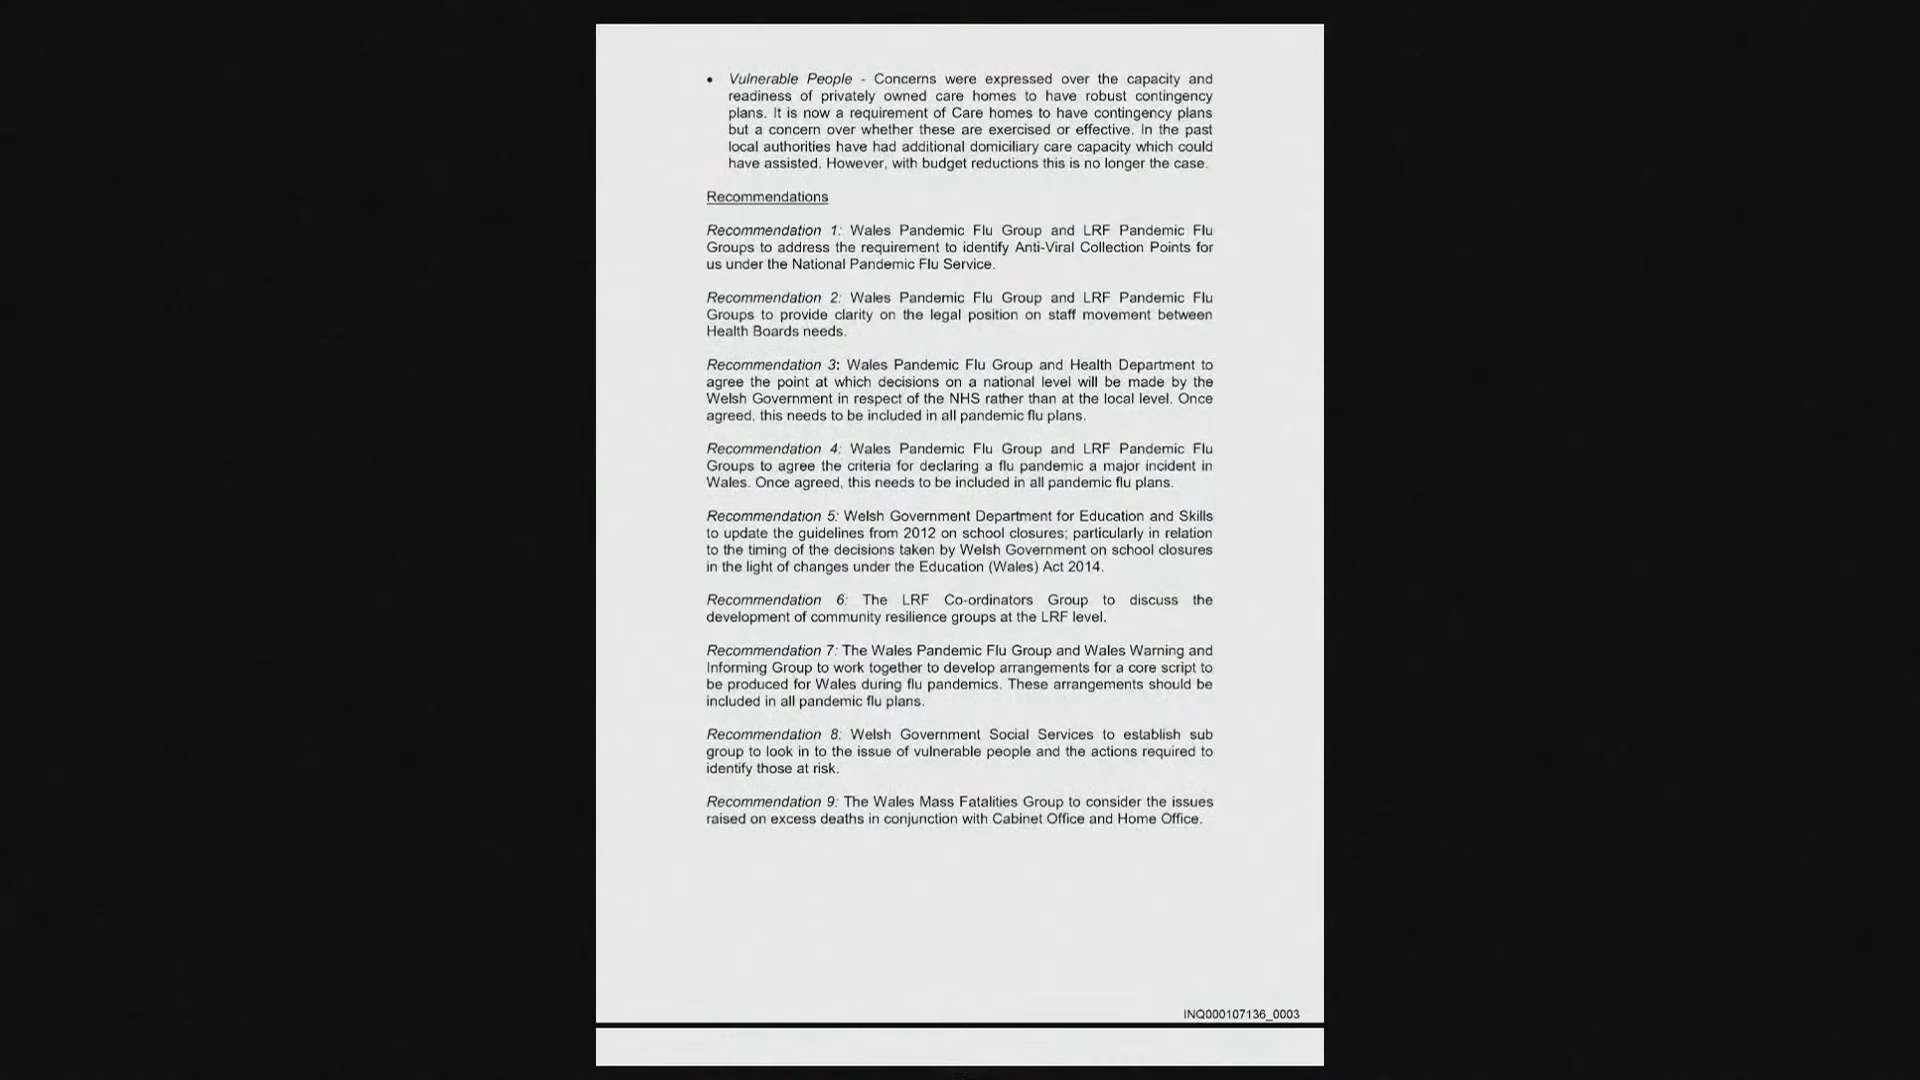 • Vulnerable People - Concerns were expressed over the capacity and
readiness of privately owned care homes to have robust contingency
plans. It is now a requirement of Care homes to have contingency plans
but a concern over whether these are exercised or effective. In the past
local authorities have had additional domiciliary care capacity which could
have assisted. However, with budget reductions this is no longer the case.
Recommendations
Recommendation 1: Wales Pandemic Flu Group and LRF Pandemic Flu
Groups to address the requirement to identify Anti-Viral Collection Points for
us under the National Pandemic Flu Service.
Recommendation 2: Wales Pandemic Flu Group and LRF Pandemic Flu
Groups to provide clarity on the legal position on staff movement between
Health Boards needs.
Recommendation 3: Wales Pandemic Flu Group and Health Department to
agree the point at which decisions on a national level will be made by the
Welsh Government in respect of the NHS rather than at the local level. Once
agreed, this needs to be included in all pandemic flu plans.
Recommendation 4: Wales Pandemic Flu Group and LRF Pandemic Flu
Groups to agree the criteria for declaring a flu pandemic a major incident in
Wales. Once agreed, this needs to be included in all pandemic flu plans.
Recommendation 5: Welsh Government Department for Education and Skills
to update the guidelines from 2012 on school closures; particularly in relation
to the timing of the decisions taken by Welsh Government on school closures
in the light of changes under the Education (Wales) Act 2014.
Recommendation 6: The LRF Co-ordinators Group to discuss the
development of community resilience groups at the LRF level.
Recommendation 7: The Wales Pandemic Flu Group and Wales Warning and
Informing Group to work together to develop arrangements for a core script to
be produced for Wales during flu pandemics. These arrangements should be
included in all pandemic flu plans.
Recommendation 8: Welsh Government Social Services to establish sub
group to look in to the issue of vulnerable people and the actions required to
identify those at risk.
Recommendation 9: The Wales Mass Fatalities Group to consider the issues
raised on excess deaths in conjunction with Cabinet Office and Home Office.
INQ000107136_0003